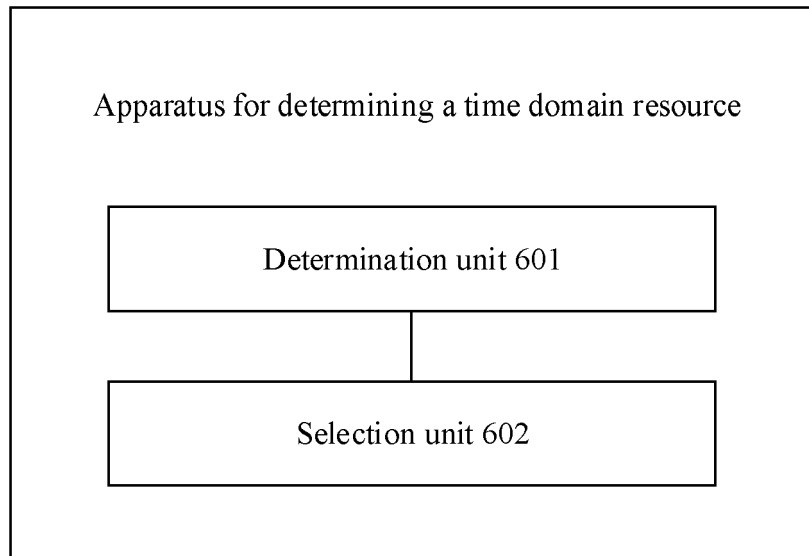 Apparatus for determining a time domain resource
Determination unit 601
Selection unit 602